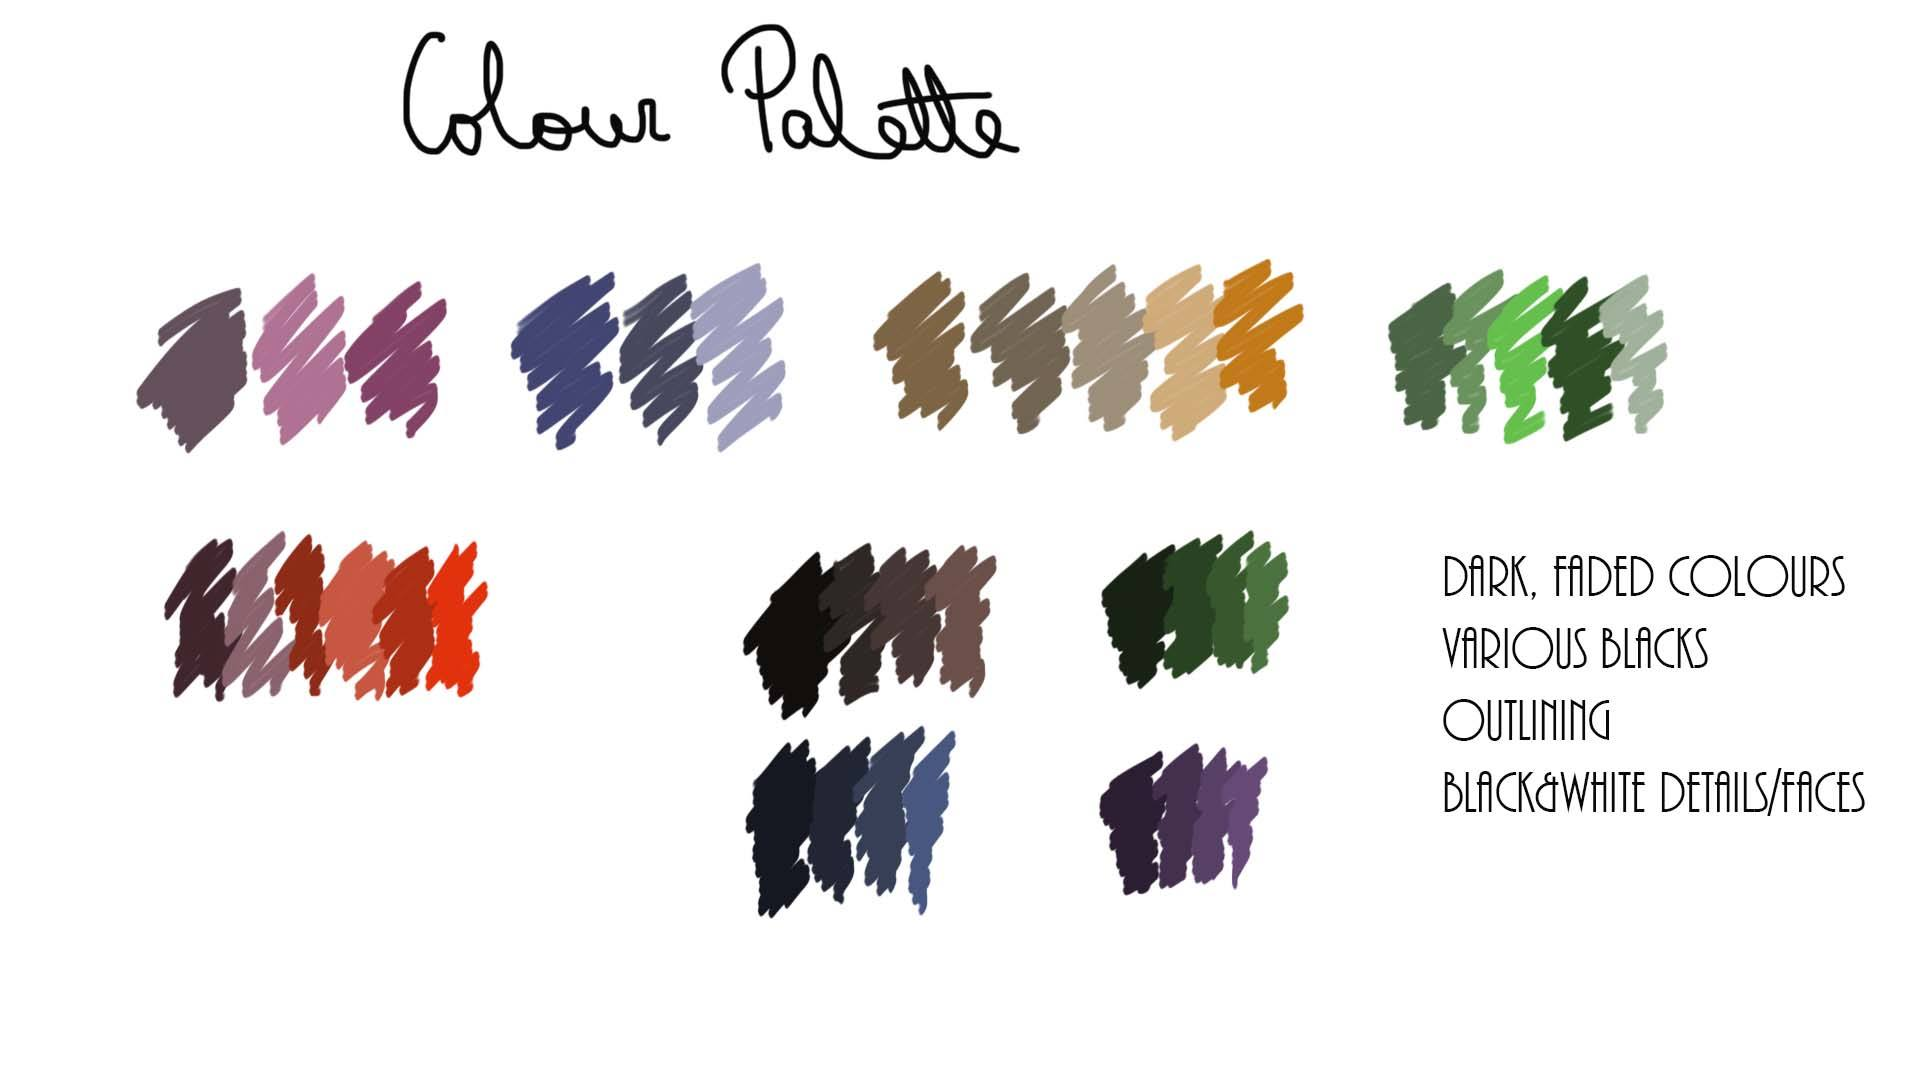 Colour Palette
DARK, FADED COLOURS
VARIOUS BLACKS
OUTLINING
BLACK&WHITE DETAILS/FACES